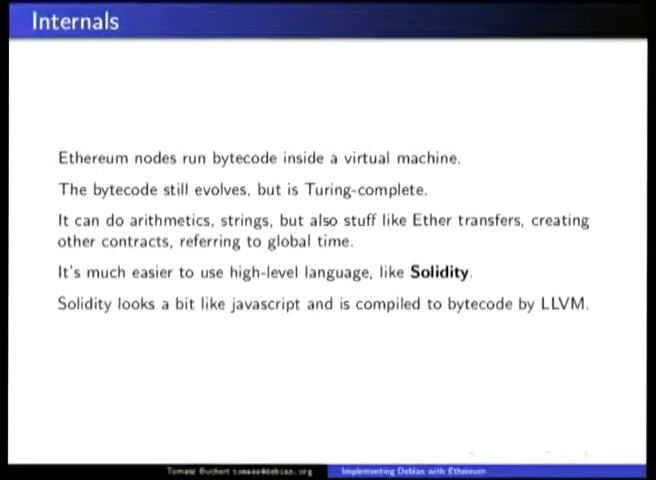 Internals
Ethereum nodes run bytecode inside a virtual machine.
The bytecode still evolves, but is Turing-complete.
It can do arithmetics, strings, but also stuff like Ether transfers, creating
other contracts, referring to global time.
It's much easier to use high-level language, like Solidity.
Solidity looks a bit like javascript and is compiled to bytecode by LLVM.
Tomasz Buchert
Implementing Debian with Ethereum